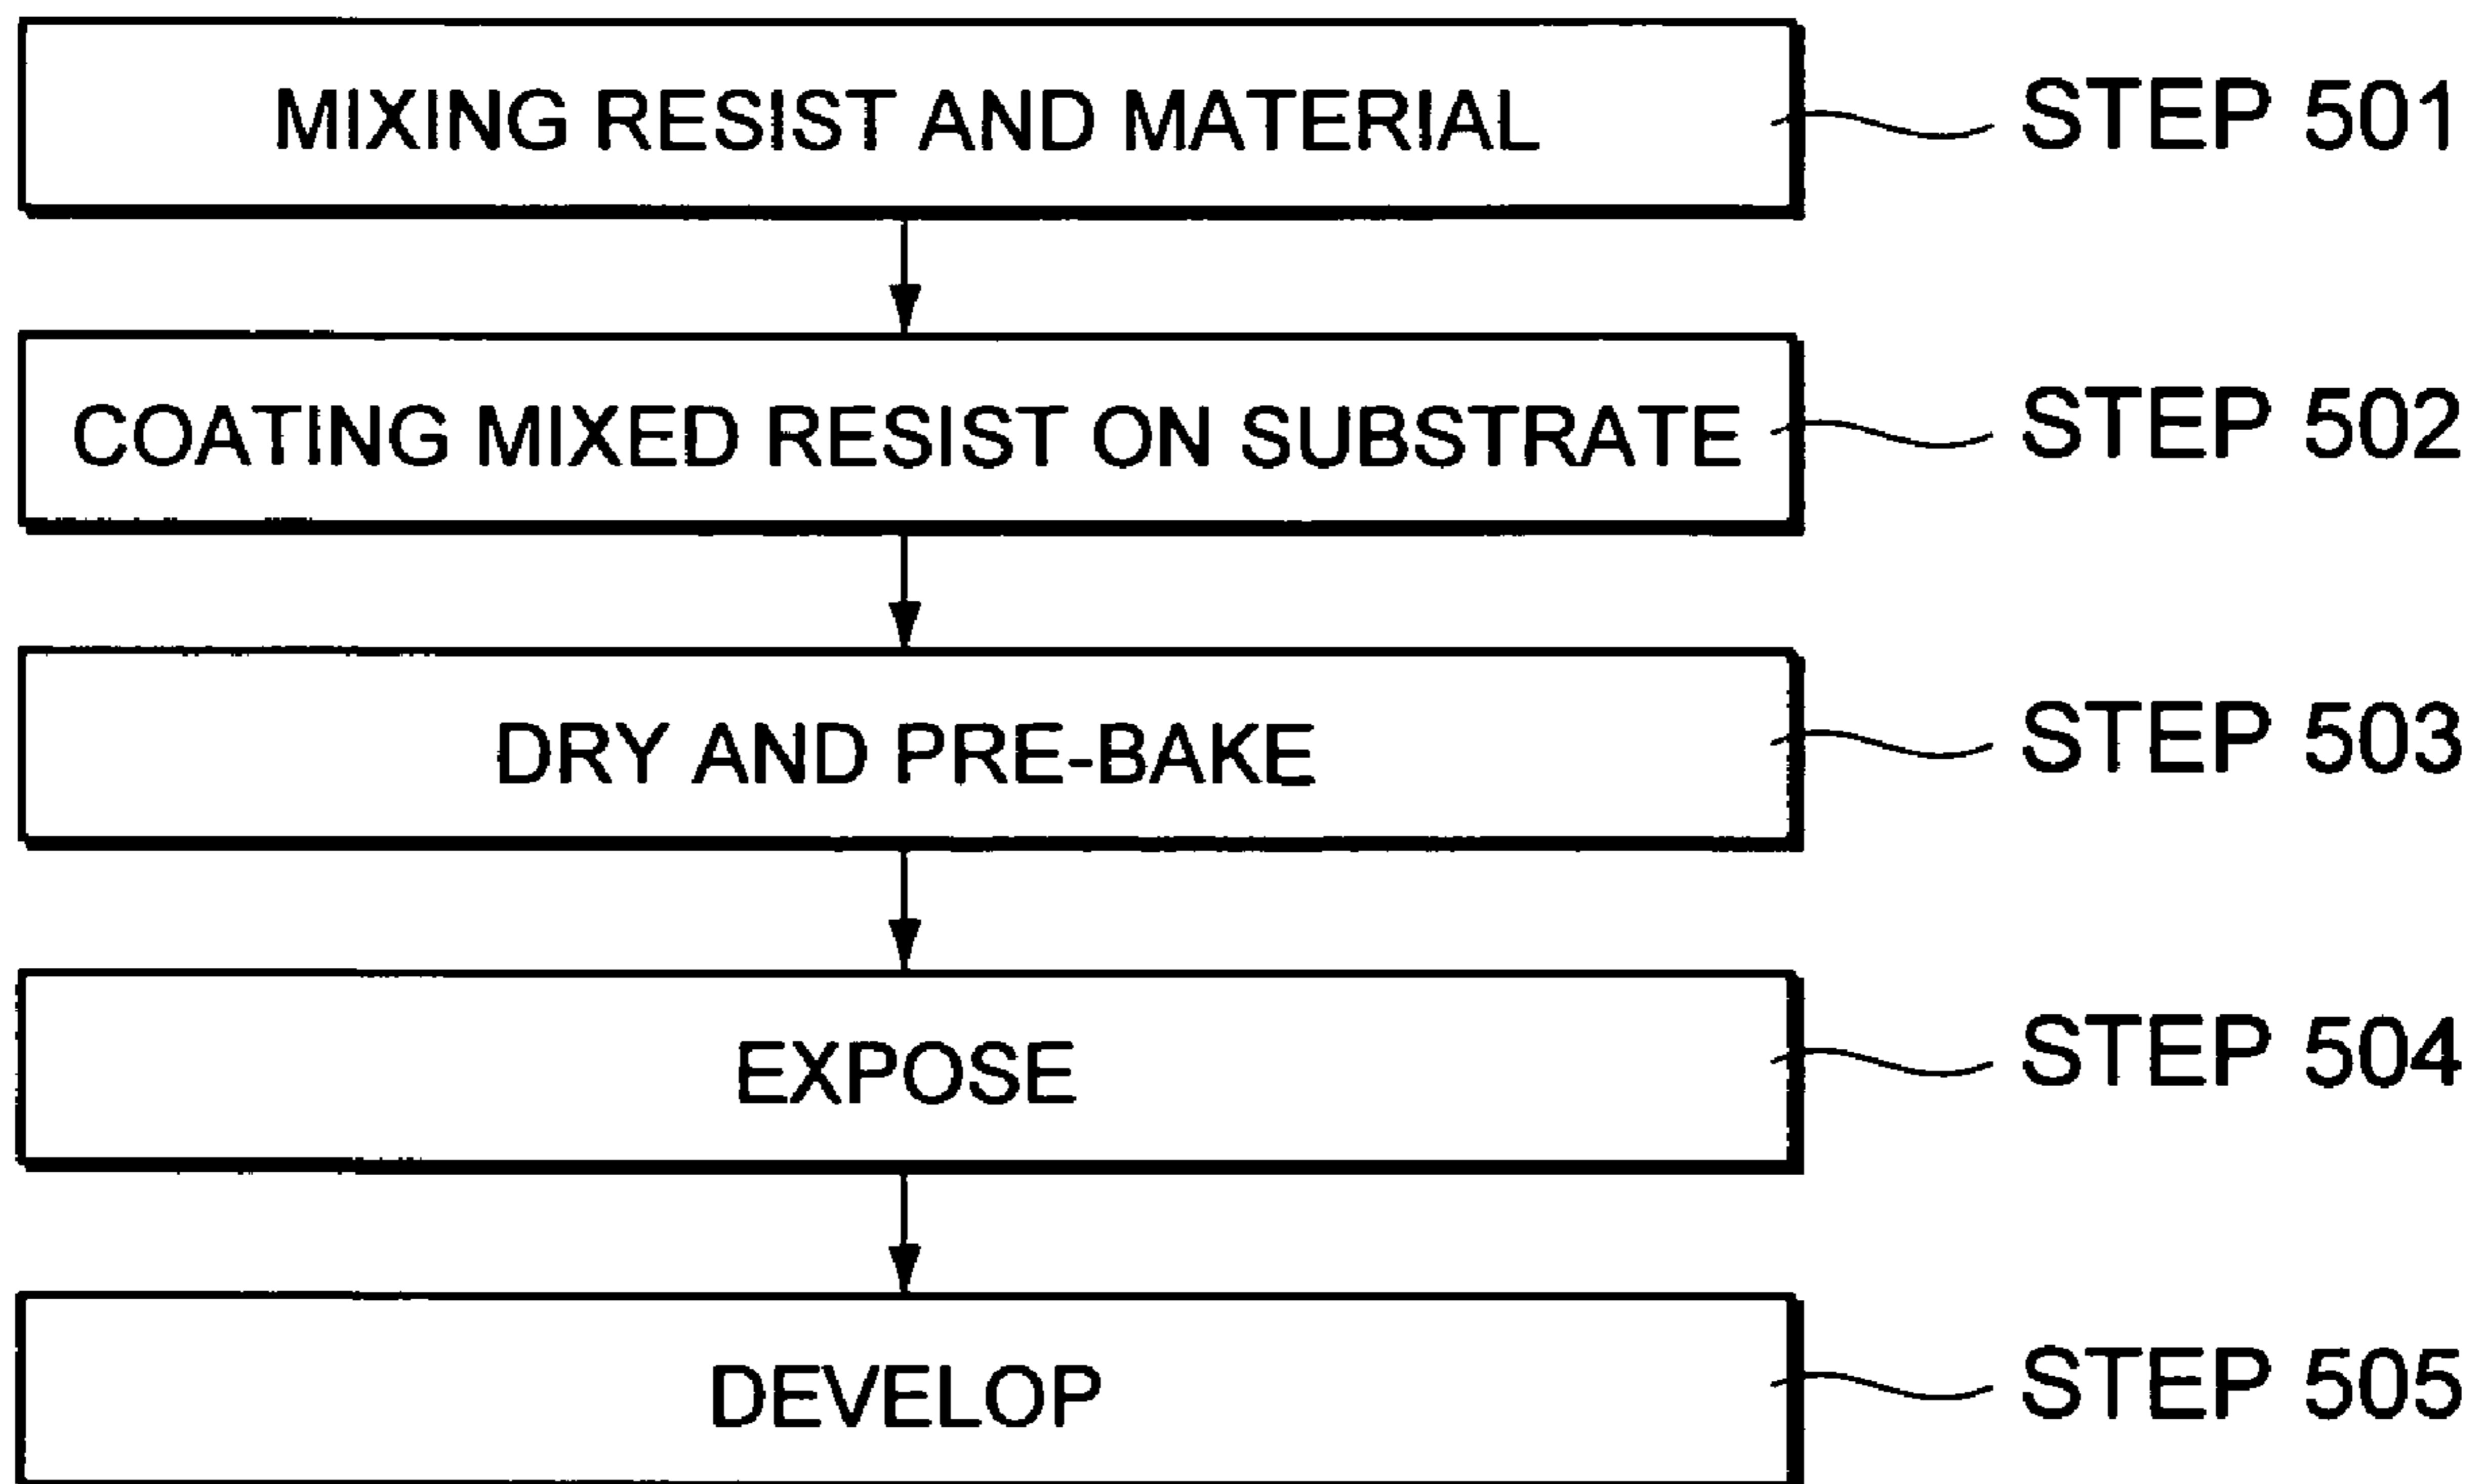 MIXING RESIST AND MATERIAL
STEP 501
COATING MIXED RESIST ON SUBSTRATE
STEP 502
DRY AND PRE-BAKE
STEP 503
EXPOSE
STEP 504
DEVELOP
STEP 505